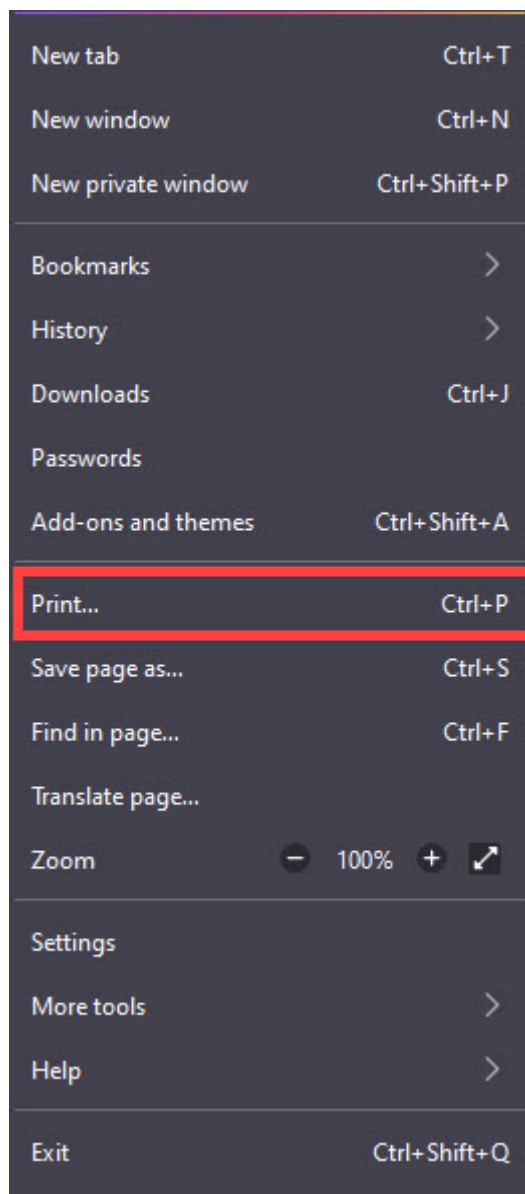 New tab Ctrl+T
New window Ctrl+N
New private window Ctrl+Shift+P
Bookmarks
History
Downloads Ctrl+J
Passwords
Add-ons and themes Ctrl+Shift+A
Print... Ctrl+P
Save page as... Ctrl+S
Find in page... Ctrl+F
Translate page...
Zoom 100%
Settings
More tools
Help
Exit Ctrl+Shift+Q